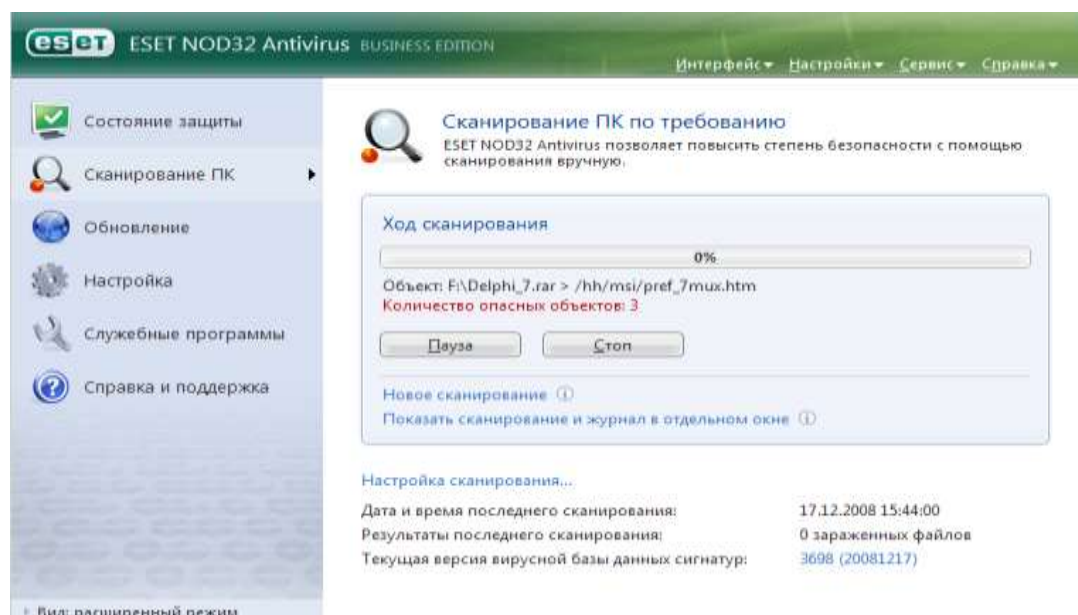 eset ESET NOD32 Antivirus BUSINESS EDITION
Интерфейс Настройки Сервис Справка
Состояние защиты
Сканирование ПК
Обновление
Настройка
Служебные программы
Справка и поддержка
Сканирование ПК по требованию
ESET NOD32 Antivirus позволяет повысить степень безопасности с помощью
сканирования вручную.
Ход сканирования
0%
Объект: F:\Delphi_7.rar > /hh/msi/pref_7mux.htm
Количество опасных объектов: 3
Пауза Стоп
Новое сканирование
Показать сканирование и журнал в отдельном окне
Настройка сканирования...
Дата и время последнего сканирования: 17.12.2008 15:44:00
Результаты последнего сканирования: 0 зараженных файлов
Текущая версия вирусной базы данных сигнатур: 3698 (20081217)
Вид: расширенный режим